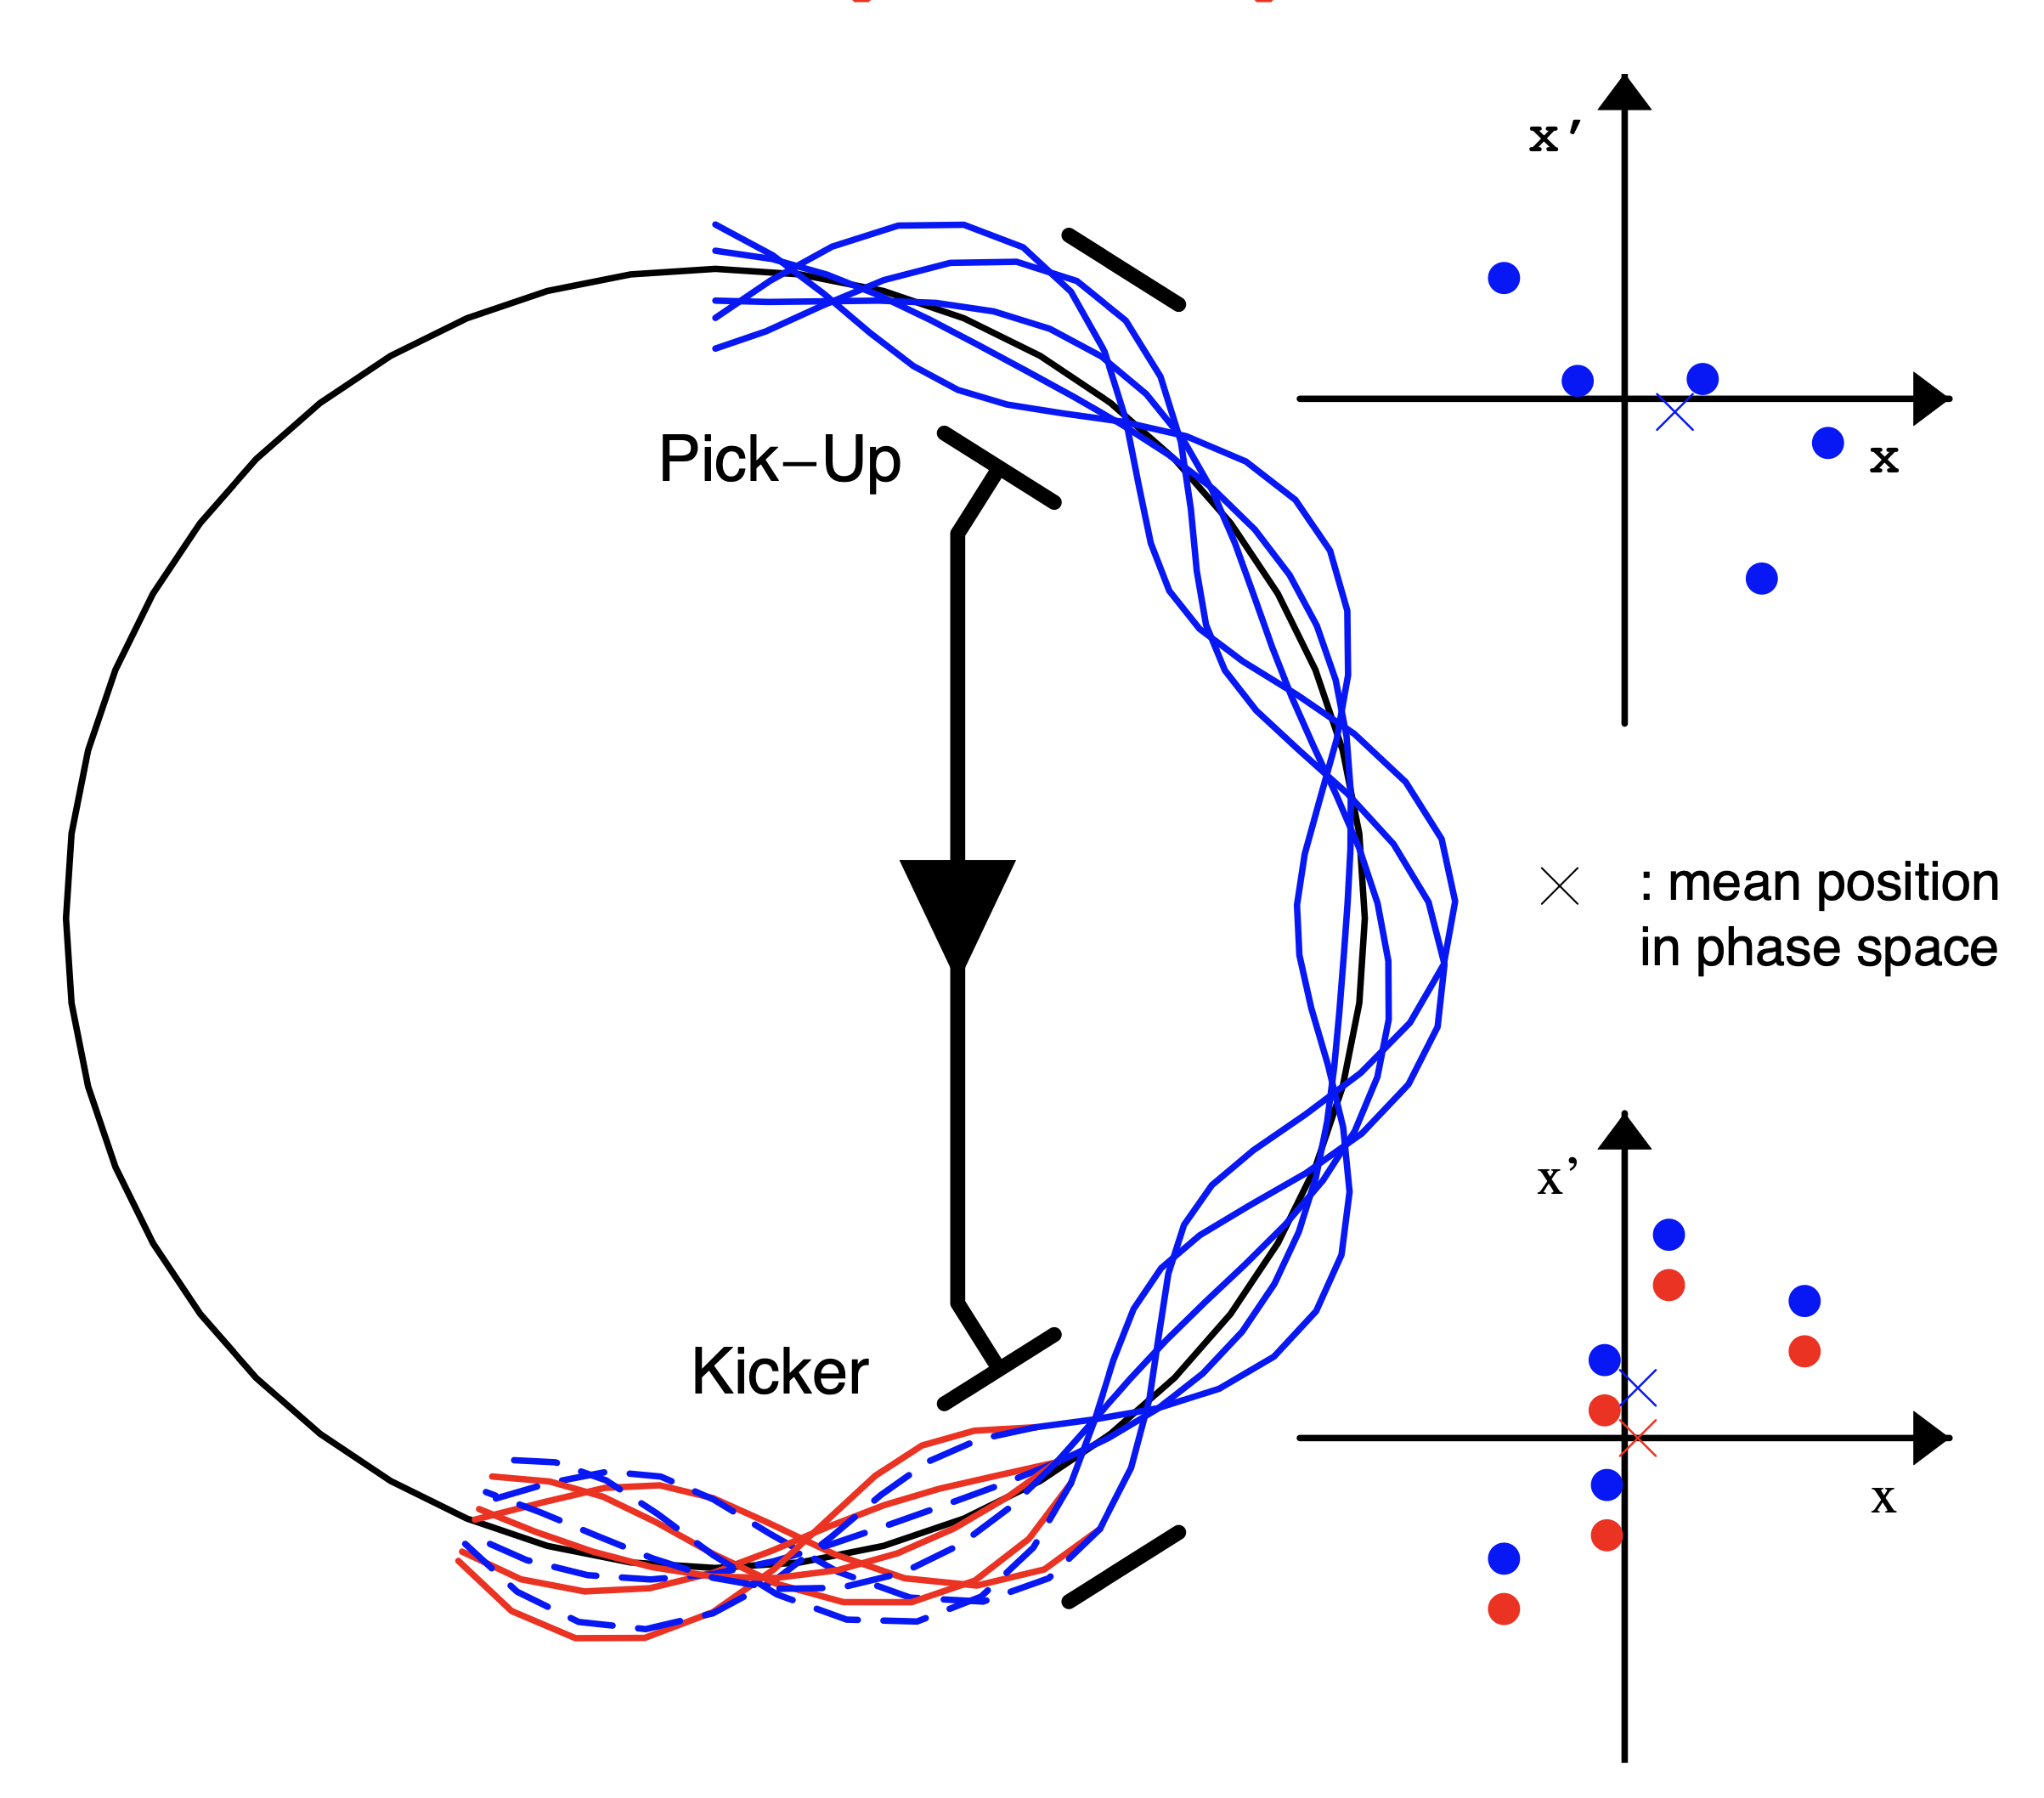 x'
x
Pick−Up
: mean position
in phase space
x'
Kicker
x